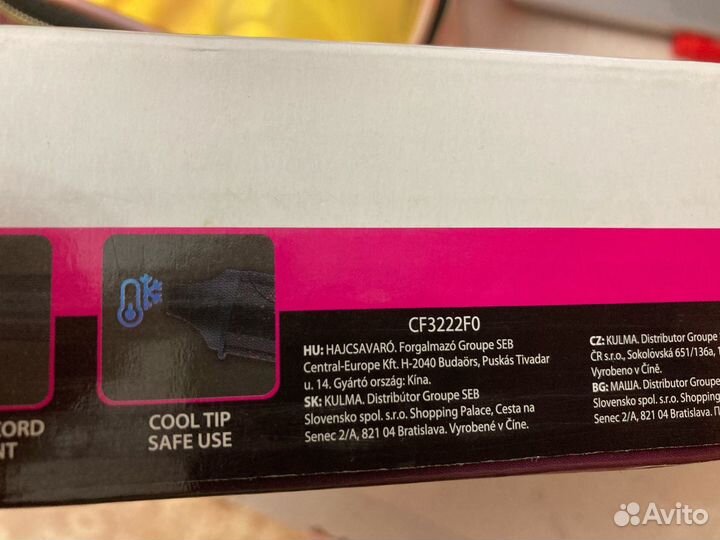 CORD
NT
COOL TIP
SAFE USE
CF3222F0
HU: HAJCSAVARÓ. Forgalmazó Groupe SEB
Central-Europe Kft. H-2040 Budaörs, Puskás Tivadar
u. 14. Gyártó ország: Kína.
SK: KULMA. Distribútor Groupe SEB
Slovensko spol. s.r.o. Shopping Palace, Cesta na
Senec 2/A, 821 04 Bratislava. Vyrobené v Číne.
CZ: KULMA. Distributor Groupe
ČR s.r.o., Sokolovská 651/136a, 1
Vyrobeno v Číně.
BG: МАША. Distributor Groupe
Slovensko spol. s.r.o. Shopping
2/A, 821 04 Bratislava.
Avito